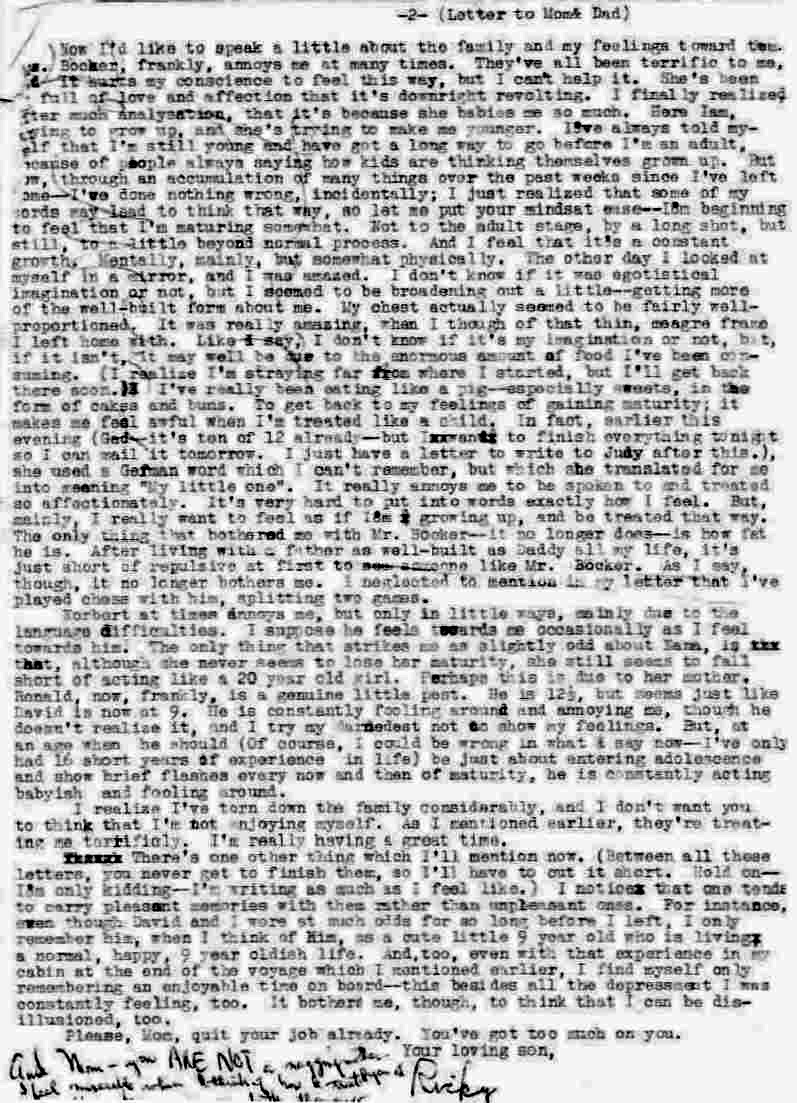 -2- (Letter to Mom& Dad)
Now I'd like to speak a little about the family and my feelings toward them.
Bocker, frankly, annoys me at many times. They've all been terrific to me,
It hurts my conscience to feel this way, but I can't help it. She's been
full of love and affection that it's downright revolting. I finally realized
after much analysation, that it's because she babies me so much. Here Iam,
trying to grow up, and she's trying to make me younger. I8ve always told my-
self that I'm still young and have got a long way to go before I'm an adult,
because of people always saying how kids are thinking themselves grown up. But
now, through an accumulation of many things over the past weeks since I've left
home--I've done nothing wrong, incidentally; I just realized that some of my
words may lead to think that way, so let me put your mindsat ease--I8m beginning
to feel that I'm maturing somewhat. Not to the adult stage, by a long shot, but
still, to a little beyond normal process. And I feel that it's a constant
growth. Mentally, mainly, but somewhat physically. The other day I looked at
myself in a mirror, and I was amazed. I don't know if it was egotistical
imagination or not, but I seemed to be broadening out a little--getting more
of the well-built form about me. My chest actually seemed to be fairly well-
proportioned. It was really amazing, when I though of that thin, meagre frame
I left home with. Like I say, I don't know if it's my imagination or not, but,
if it isn't, it may well be due to the enormous amount of food I've been con-
suming. (I realize I'm straying far from where I started, but I'll get back
there soon.) I've really been eating like a pig--especially sweets, in the
form of cakes and buns. To get back to my feelings of gaining maturity; it
makes me feel awful when I'm treated like a child. In fact, earlier this
evening (Gad--it's ten of 12 already--but Ixxwant to finish everything tonight
so I can mail it tomorrow. I just have a letter to write to Judy after this.),
she used a German word which I can't remember, but which she translated for me
into meaning "My little one". It really annoys me to be spoken to and treated
so affectionately. It's very hard to put into words exactly how I feel. But,
mainly, I really want to feel as if I8m growing up, and be treated that way.
The only thing that bothered me with Mr. Bocker--it no longer does--is how fat
he is. After living with a father as well-built as Daddy all my life, it's
just short of repulsive at first to see someone like Mr. Bocker. As I say,
though, it no longer bothers me. I neglected to mention in my letter that I've
played chess with him, splitting two games.
Norbert at times annoys me, but only in little ways, mainly due to the
language difficulties. I suppose he feels towards me occasionally as I feel
towards him. The only thing that strikes me as slightly odd about is xxx
that, although she never seems to lose her maturity, she still seems to fall
short of acting like a 20 year old girl. Perhaps this is due to her mother.
Ronald, now, frankly, is a genuine little pest. He is 12½, but seems just like
David is now at 9. He is constantly fooling around and annoying me, though he
doesn't realize it, and I try my darnedest not to show my feelings. But, at
an age when he should (Of course, I could be wrong in what I say now--I've only
had 16 short years of experience in life) be just about entering adolescence
and show brief flashes every now and then of maturity, he is constantly acting
babyish and fooling around.
I realize I've torn down the family considerably, and I don't want you
to think that I'm not enjoying myself. As I mentioned earlier, they're treat-
ing me terrificly. I'm really having a great time.
There's one other thing which I'll mention now. (Between all these
letters, you never get to finish them, so I'll have to cut it short. Hold on--
I8m only kidding--I'm writing as much as I feel like.) I notice that one tends
to carry pleasant memories with them rather than unpleasant ones. For instance,
even though David and I were at much odds for so long before I left, I only
remember him, when I think of him, as a cute little 9 year old who is living
a normal, happy, 9 year oldish life. And,too, even with that experience in my
cabin at the end of the voyage which I mentioned earlier, I find myself only
remembering an enjoyable time on board--this besides all the depressment I was
constantly feeling, too. It bothers me, though, to think that I can be dis-
illusioned, too.
Please, Mom, quit your job already. You've got too much on you.
Your loving son,
And Mom - you ARE NOT a
I feel miserable when thinking how
Ricky